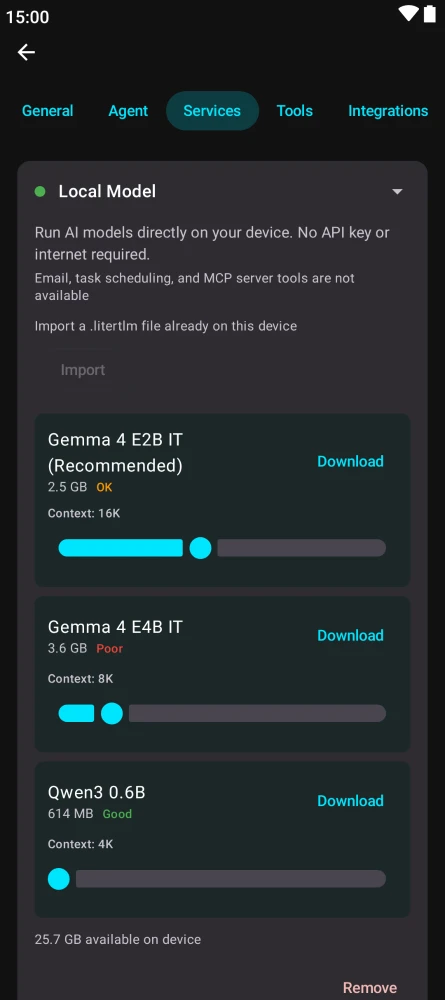 15:00
General Agent Services Tools Integrations
Local Model
Run AI models directly on your device. No API key or
internet required.
Email, task scheduling, and MCP server tools are not
available
Import a .litertlm file already on this device
Import
Gemma 4 E2B IT
(Recommended)
Download
2.5 GB OK
Context: 16K
Gemma 4 E4B IT
Download
3.6 GB Poor
Context: 8K
Qwen3 0.6B
Download
614 MB Good
Context: 4K
25.7 GB available on device
Remove